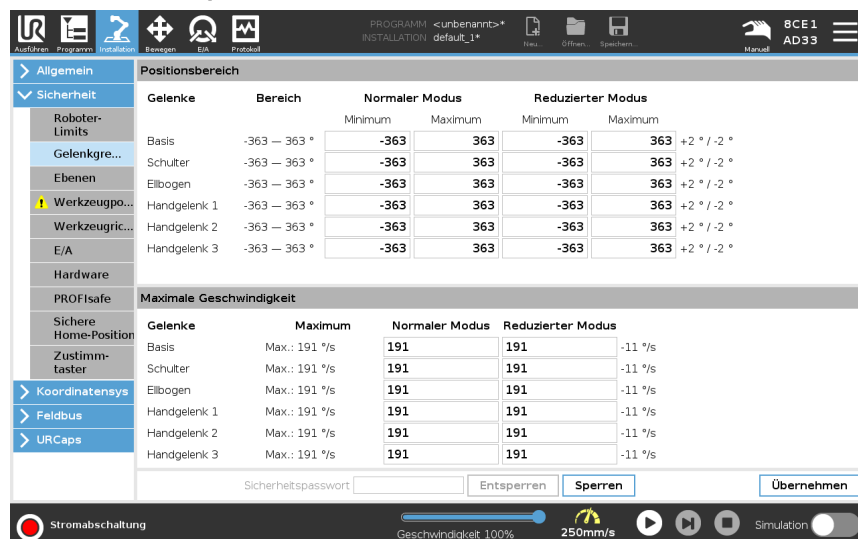 UR
Ausführen Programm Installation Bewegen E/A Protokoll
PROGRAMM <unbenannt>*
INSTALLATION default_1*
Neu... Öffnen... Speichern...
Manuell
8CE1
AD33
Allgemein
Sicherheit
Roboter-
Limits
Gelenkgre...
Ebenen
Werkzeugpo...
Werkzeugric...
E/A
Hardware
PROFIsafe
Sichere
Home-Position
Zustimm-
taster
Koordinatensys
Feldbus
URCaps
Positionsbereich
Gelenke Bereich Normaler Modus Reduzierter Modus
Minimum Maximum Minimum Maximum
Basis -363 — 363 ° -363 363 -363 363 +2 ° / -2 °
Schulter -363 — 363 ° -363 363 -363 363 +2 ° / -2 °
Ellbogen -363 — 363 ° -363 363 -363 363 +2 ° / -2 °
Handgelenk 1 -363 — 363 ° -363 363 -363 363 +2 ° / -2 °
Handgelenk 2 -363 — 363 ° -363 363 -363 363 +2 ° / -2 °
Handgelenk 3 -363 — 363 ° -363 363 -363 363 +2 ° / -2 °
Maximale Geschwindigkeit
Gelenke Maximum Normaler Modus Reduzierter Modus
Basis Max.: 191 °/s 191 191 -11 °/s
Schulter Max.: 191 °/s 191 191 -11 °/s
Ellbogen Max.: 191 °/s 191 191 -11 °/s
Handgelenk 1 Max.: 191 °/s 191 191 -11 °/s
Handgelenk 2 Max.: 191 °/s 191 191 -11 °/s
Handgelenk 3 Max.: 191 °/s 191 191 -11 °/s
Sicherheitspasswort Entsperren Sperren Übernehmen
Stromabschaltung
Geschwindigkeit 100%
250mm/s
Simulation